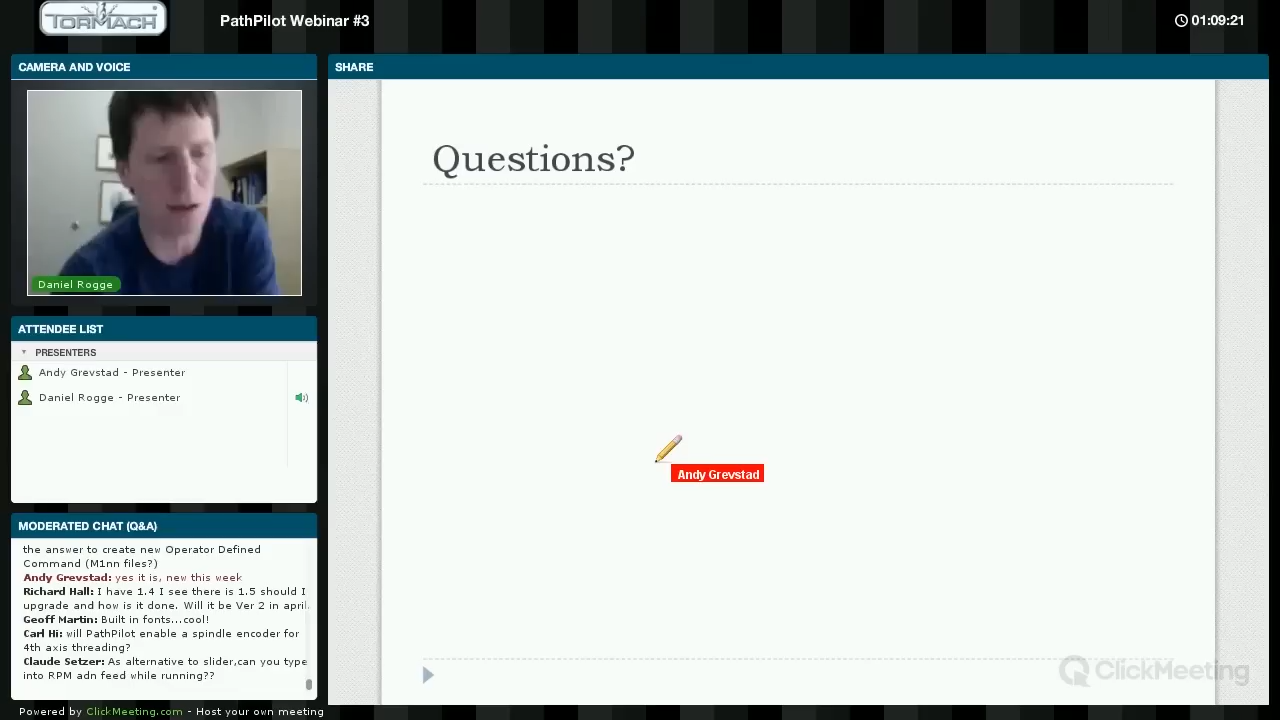 TORMACH
PathPilot Webinar #3
01:09:21
CAMERA AND VOICE
Daniel Rogge
ATTENDEE LIST
PRESENTERS
Andy Grevstad - Presenter
Daniel Rogge - Presenter
MODERATED CHAT (Q&A)
the answer to create new Operator Defined
Command (M1nn files?)
Andy Grevstad: yes it is, new this week
Richard Hall: I have 1.4 I see there is 1.5 should I
upgrade and how is it done. Will it be Ver 2 in april.
Geoff Martin: Built in fonts...cool!
Carl Hi: will PathPilot enable a spindle encoder for
4th axis threading?
Claude Setzer: As alternative to slider,can you type
into RPM adn feed while running??
Powered by ClickMeeting.com - Host your own meeting
SHARE
Questions?
Andy Grevstad
ClickMeeting